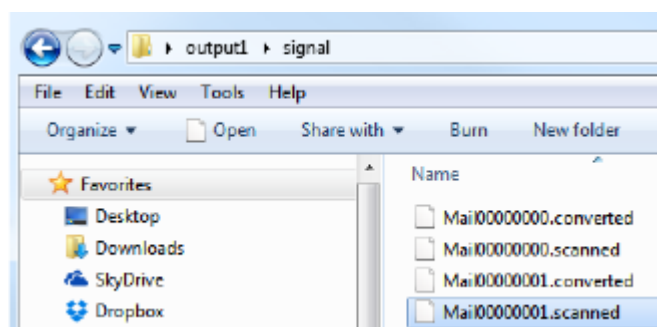 output1 signal
File Edit View Tools Help
Organize Open Share with Burn New folder
Favorites
Desktop
Downloads
SkyDrive
Dropbox
Name
Mail00000000.converted
Mail00000000.scanned
Mail00000001.converted
Mail00000001.scanned